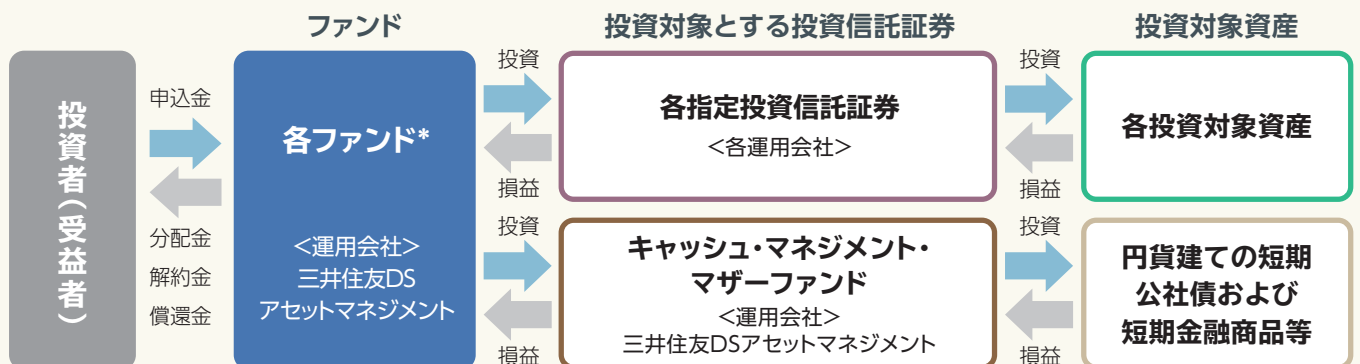 ファンド
投資対象とする投資信託証券
投資対象資産
投資者(受益者)
申込金
分配金
解約金
償還金
各ファンド*
<運用会社>
三井住友DS
アセットマネジメント
投資
損益
各指定投資信託証券
<各運用会社>
投資
損益
各投資対象資産
投資
損益
キャッシュ・マネジメント・
マザーファンド
<運用会社>
三井住友DSアセットマネジメント
投資
損益
円貨建ての短期
公社債および
短期金融商品等